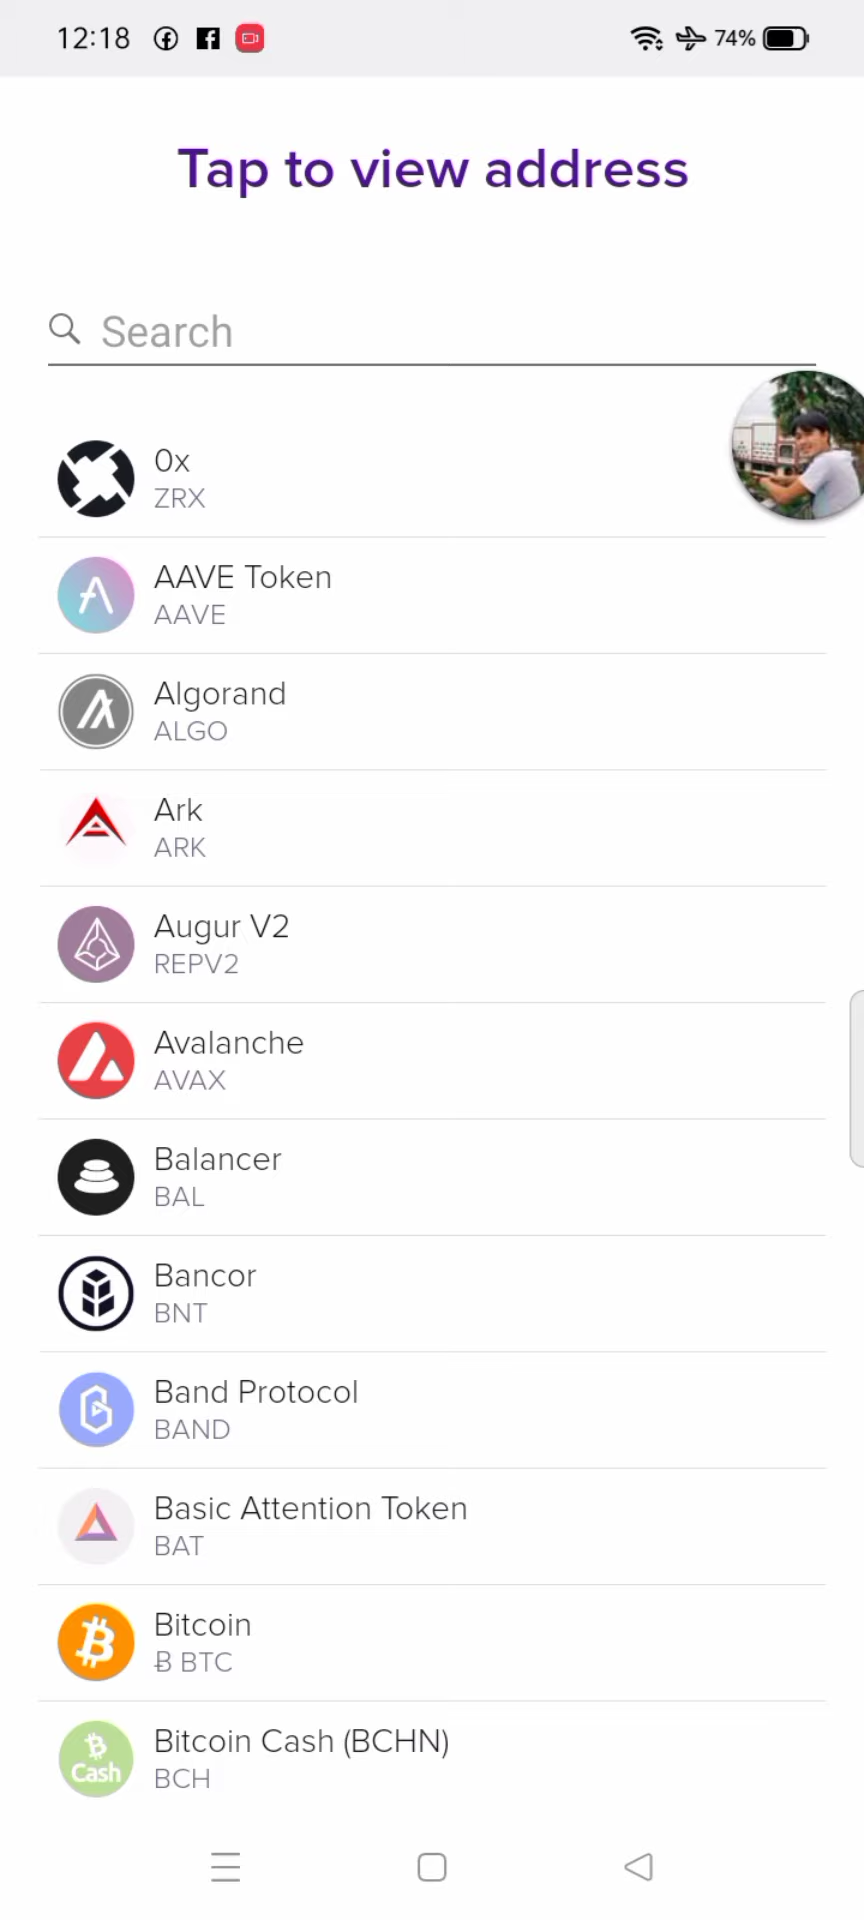 12:18
74%
Tap to view address
Search
0x
ZRX
AAVE Token
AAVE
Algorand
ALGO
Ark
ARK
Augur V2
REPV2
Avalanche
AVAX
Balancer
BAL
Bancor
BNT
Band Protocol
BAND
Basic Attention Token
BAT
Bitcoin
Ƀ BTC
Cash
Bitcoin Cash (BCHN)
BCH